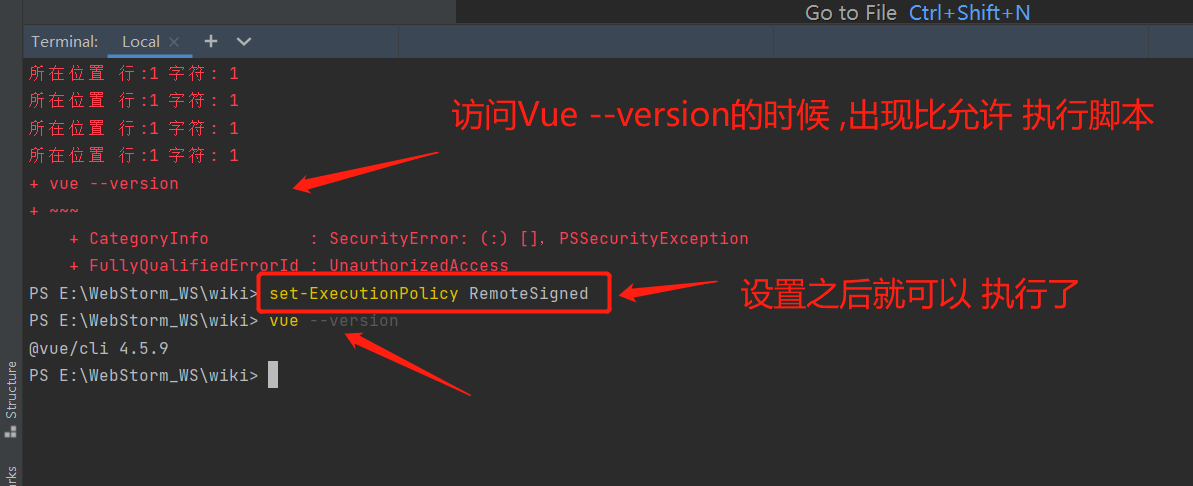 Go to File Ctrl+Shift+N
Terminal: Local × + 
所在位置 行:1 字符: 1
所在位置 行:1 字符: 1
所在位置 行:1 字符: 1
所在位置 行:1 字符: 1
访问Vue --version的时候 ,出现比允许 执行脚本
+ vue --version
+ ~~~
+ CategoryInfo : SecurityError: (:) [], PSSecurityException
+ FullyQualifiedErrorId : UnauthorizedAccess
PS E:\WebStorm_WS\wiki> set-ExecutionPolicy RemoteSigned
设置之后就可以 执行了
PS E:\WebStorm_WS\wiki> vue --version
@vue/cli 4.5.9
PS E:\WebStorm_WS\wiki>
Structure